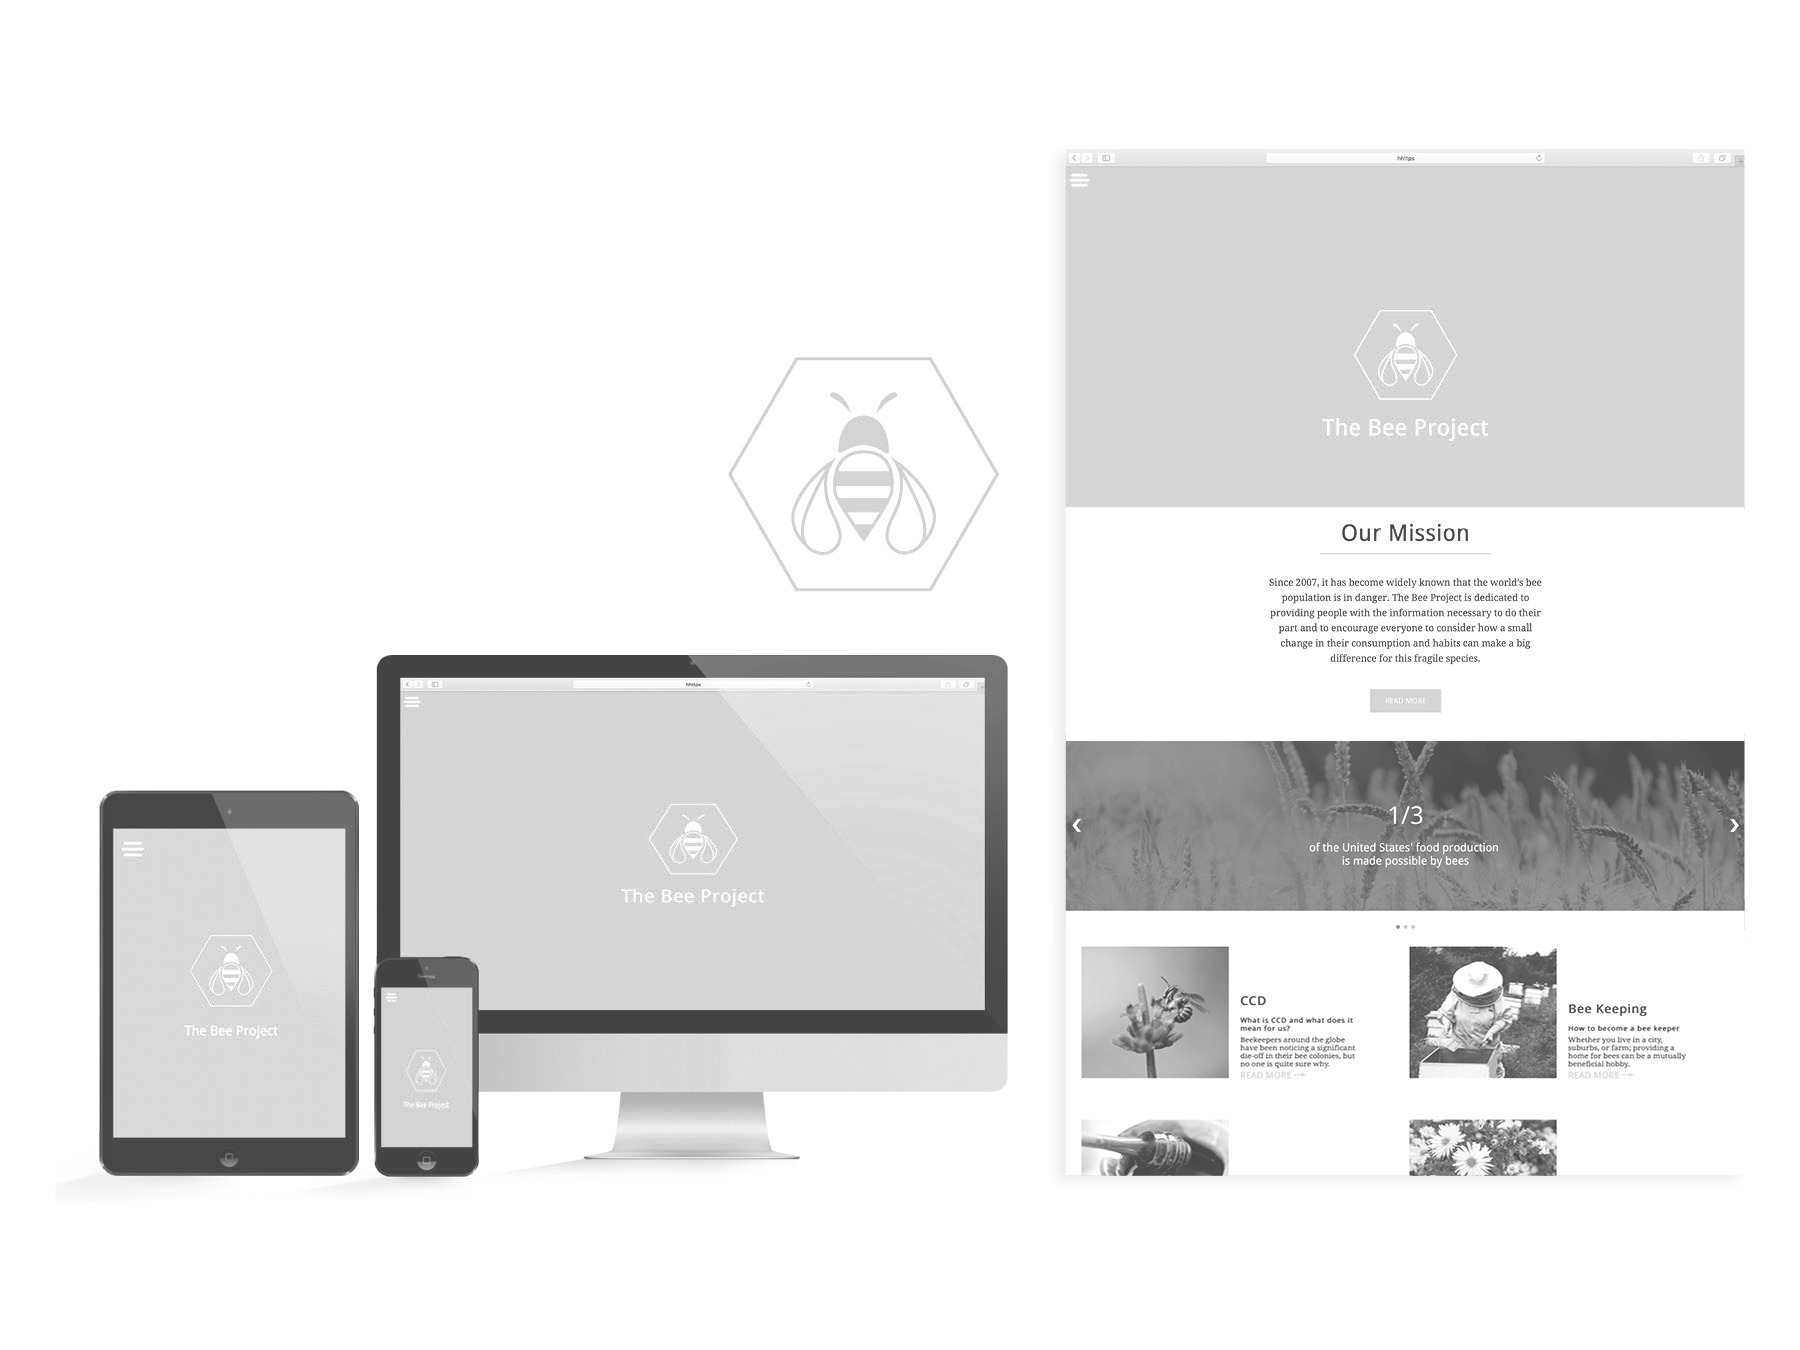 hhttps
The Bee Project
The Bee Project
The Bee Project
hhttps
The Bee Project
Our Mission
Since 2007, it has become widely known that the world's bee
population is in danger. The Bee Project is dedicated to
providing people with the information necessary to do their
part and to encourage everyone to consider how a small
change in their consumption and habits can make a big
difference for this fragile species.
READ MORE
1/3
of the United States' food production
is made possible by bees
CCD
What is CCD and what does it
mean for us?
Beekeepers around the globe
have been noticing a significant
die-off in their bee colonies, but
no one is quite sure why.
READ MORE
Bee Keeping
How to become a bee keeper
Whether you live in a city,
suburbs, or farm; providing a
home for bees can be a mutually
beneficial hobby.
READ MORE